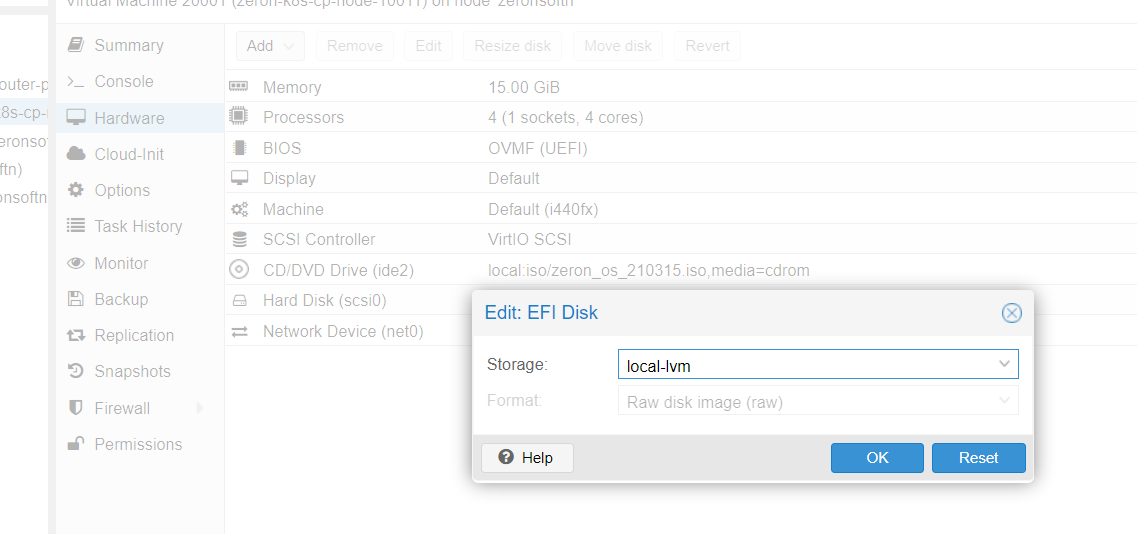 Virtual Machine 20001 (zeron-k8s-cp-node-10011) on node 'zeronsoftn'
Summary
Add
Remove
Edit
Resize disk
Move disk
Revert
outer-p
Console
Memory 15.00 GiB
k8s-cp-
Hardware
Processors 4 (1 sockets, 4 cores)
eronso
Cloud-Init
BIOS OVMF (UEFI)
ftn)
Options
Display Default
onsoftn
Task History
Machine Default (i440fx)
Monitor
SCSI Controller VirtIO SCSI
Backup
CD/DVD Drive (ide2) local:iso/zeron_os_210315.iso,media=cdrom
Replication
Hard Disk (scsi0)
Snapshots
Network Device (net0)
Firewall
Permissions
Edit: EFI Disk
Storage: local-lvm
Format: Raw disk image (raw)
Help
OK
Reset